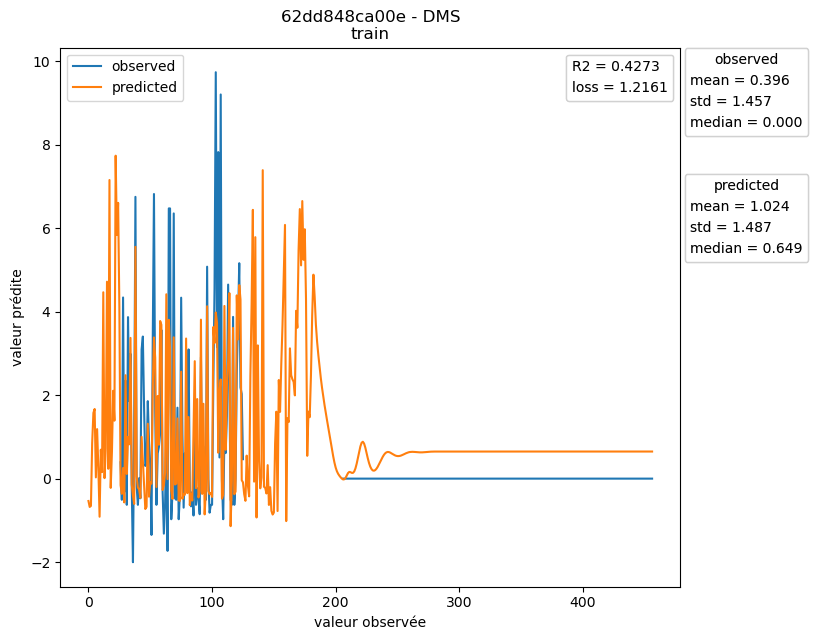 62dd848ca00e - DMS
train
observed
predicted
R2 = 0.4273
loss = 1.2161
observed
mean = 0.396
std = 1.457
median = 0.000
predicted
mean = 1.024
std = 1.487
median = 0.649
valeur prédite
10
8
6
4
2
0
−2
0
100
200
300
400
valeur observée